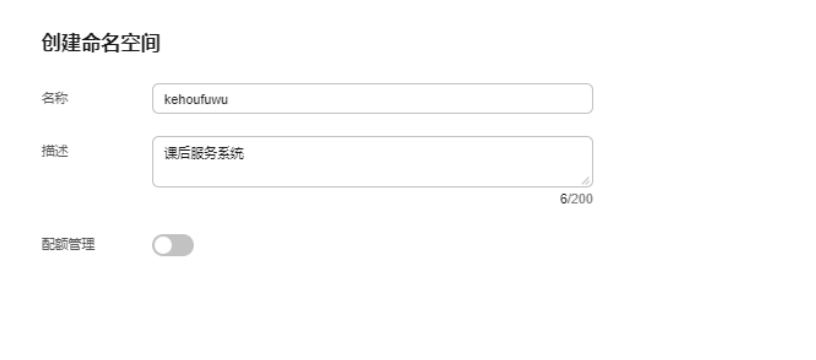 创建命名空间
名称 kehoufuwu
描述 课后服务系统
6/200
配额管理